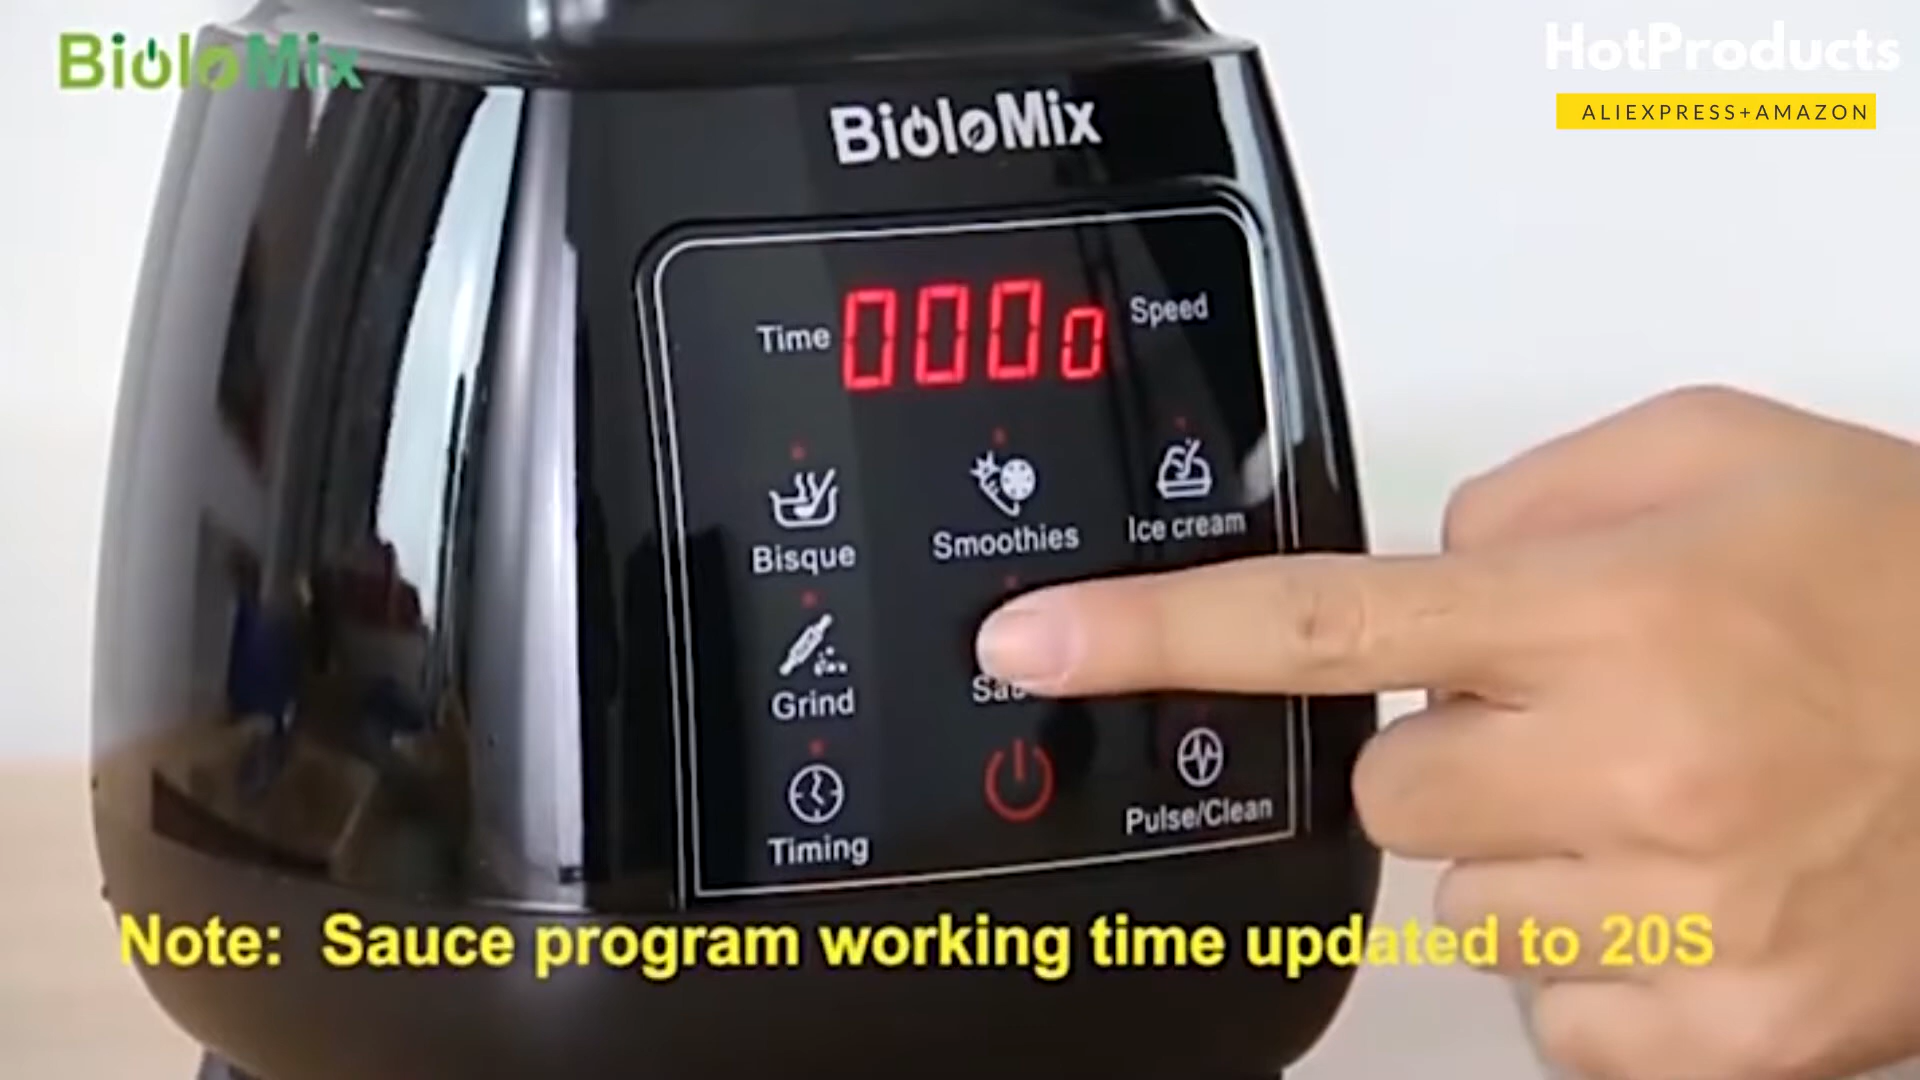 BioloMix
HotProducts
ALIEXPRESS+AMAZON
BioloMix
Time 0000 Speed
Bisque
Smoothies
Ice cream
Grind
Timing
Pulse/Clean
Note: Sauce program working time updated to 20S